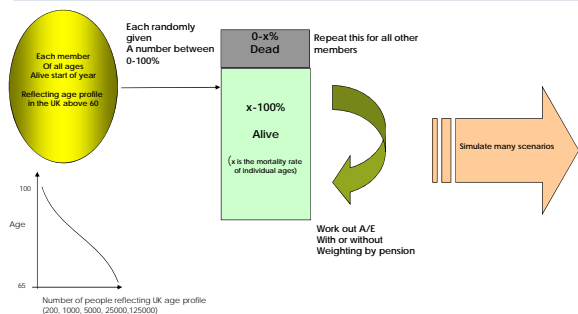 Each member
Of all ages
Alive start of year
Reflecting age profile
in the UK above 60
Each randomly
given
A number between
0-100%
0-x%
Dead
x-100%
Alive
(x is the mortality rate
of individual ages)
Repeat this for all other
members
Work out A/E
With or without
Weighting by pension
Simulate many scenarios
100
Age
65
Number of people reflecting UK age profile
(200, 1000, 5000, 25000,125000)